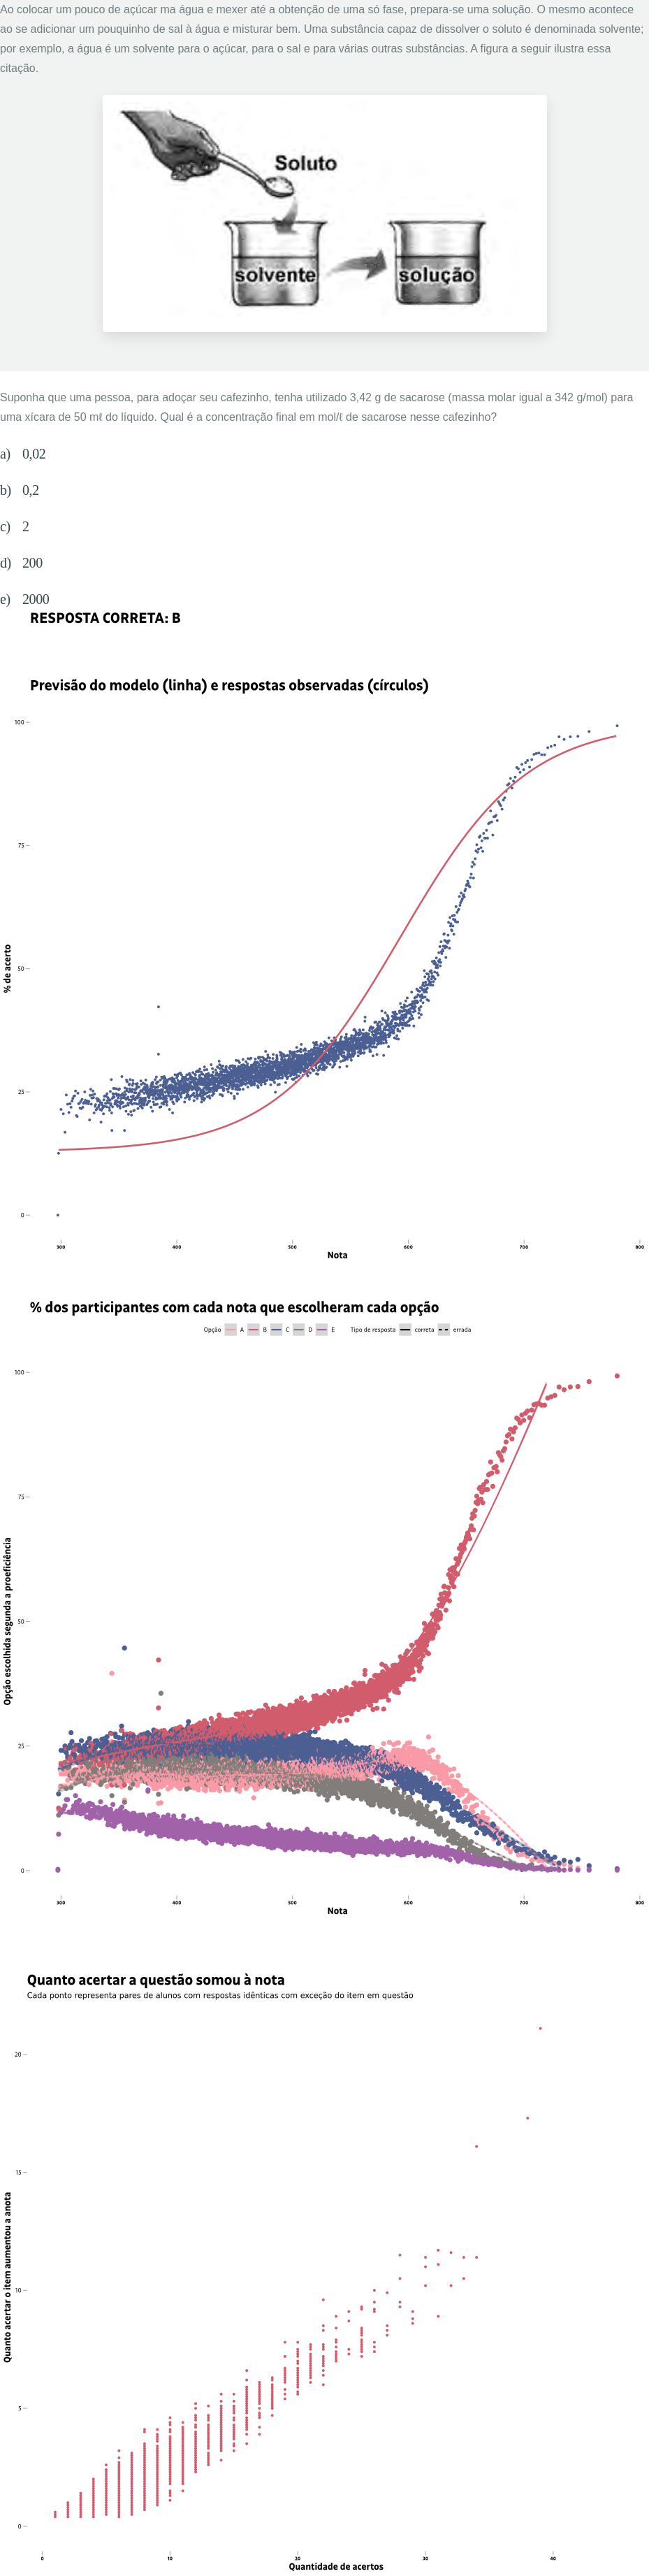 Ao colocar um pouco de açúcar ma água e mexer até a obtenção de uma só fase, prepara-se uma solução. O mesmo acontece
ao se adicionar um pouquinho de sal à água e misturar bem. Uma substância capaz de dissolver o soluto é denominada solvente;
por exemplo, a água é um solvente para o açúcar, para o sal e para várias outras substâncias. A figura a seguir ilustra essa
citação.
Soluto
solvente
solução
Suponha que uma pessoa, para adoçar seu cafezinho, tenha utilizado 3,42 g de sacarose (massa molar igual a 342 g/mol) para
uma xícara de 50 mℓ do líquido. Qual é a concentração final em mol/ℓ de sacarose nesse cafezinho?
a) 0,02
b) 0,2
c) 2
d) 200
e) 2000
RESPOSTA CORRETA: B
Previsão do modelo (linha) e respostas observadas (círculos)
% de acerto
100
75
50
25
0
300 400 500 600 700 800
Nota
% dos participantes com cada nota que escolheram cada opção
Opção A B C D E Tipo de resposta correta errada
Opção escolhida segunda a proeficiência
100
75
50
25
0
300 400 500 600 700 800
Nota
Quanto acertar a questão somou à nota
Cada ponto representa pares de alunos com respostas idênticas com exceção do item em questão
Quanto acertar o item aumentou a anota
20
15
10
5
0
0 10 20 30 40
Quantidade de acertos